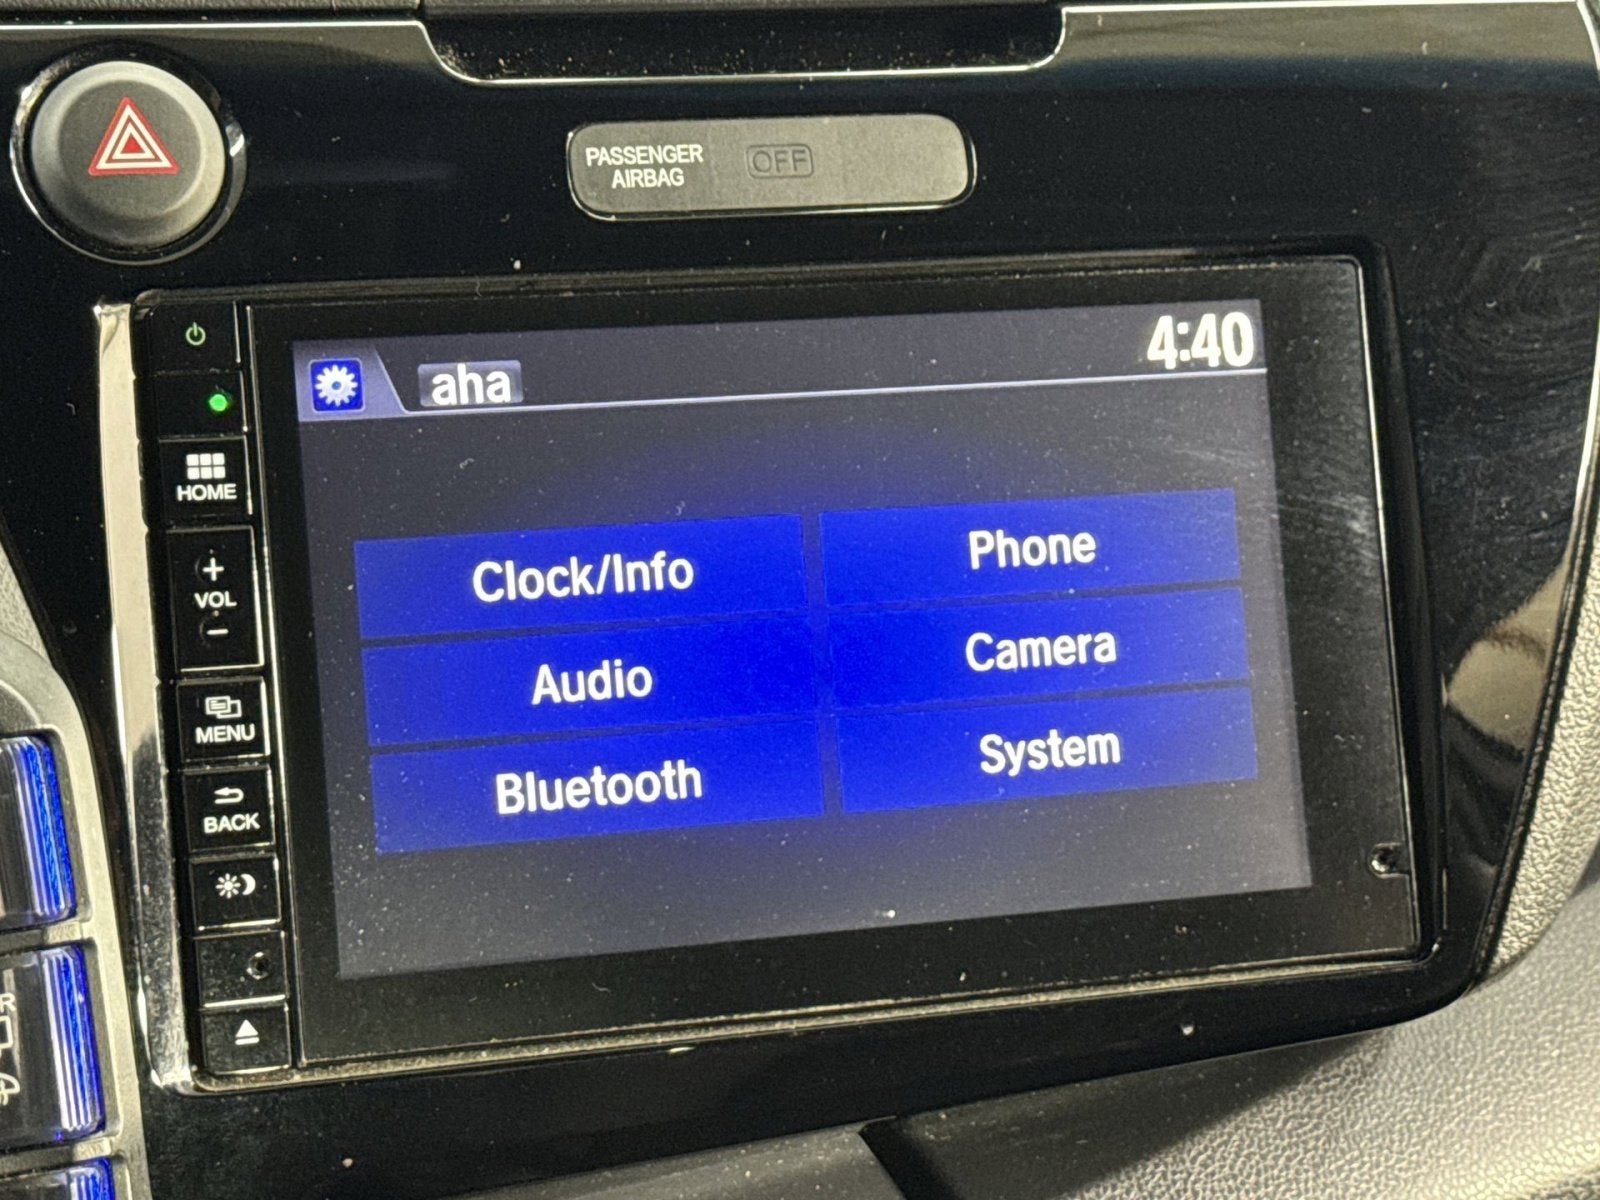 PASSENGER
AIRBAG
OFF
4:40
aha
HOME
+
VOL
-
MENU
BACK
Clock/Info
Phone
Audio
Camera
Bluetooth
System
R